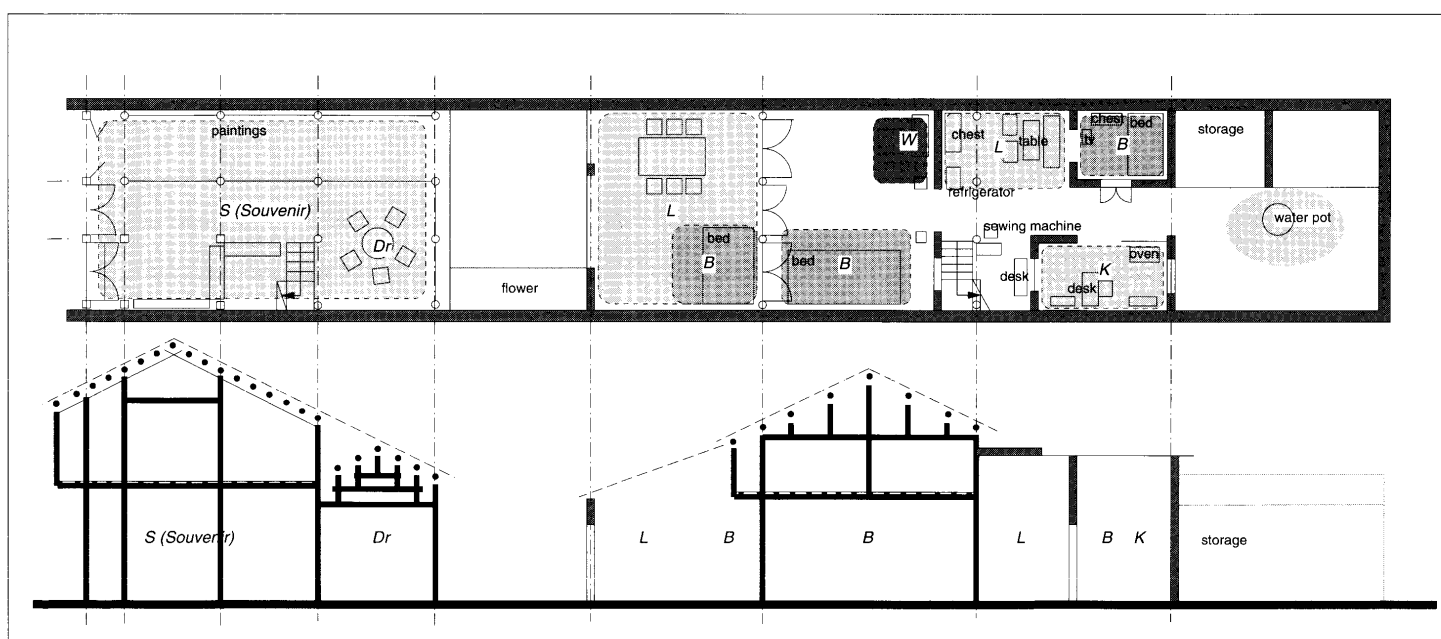 paintings
S (Souvenir)
Dr
flower
L
bed
B
bed
B
W
chest
L
table
refrigerator
chest
bed
tv
B
storage
water pot
sewing machine
desk
K
oven
desk
S (Souvenir)
Dr
L
B
B
L
B
K
storage